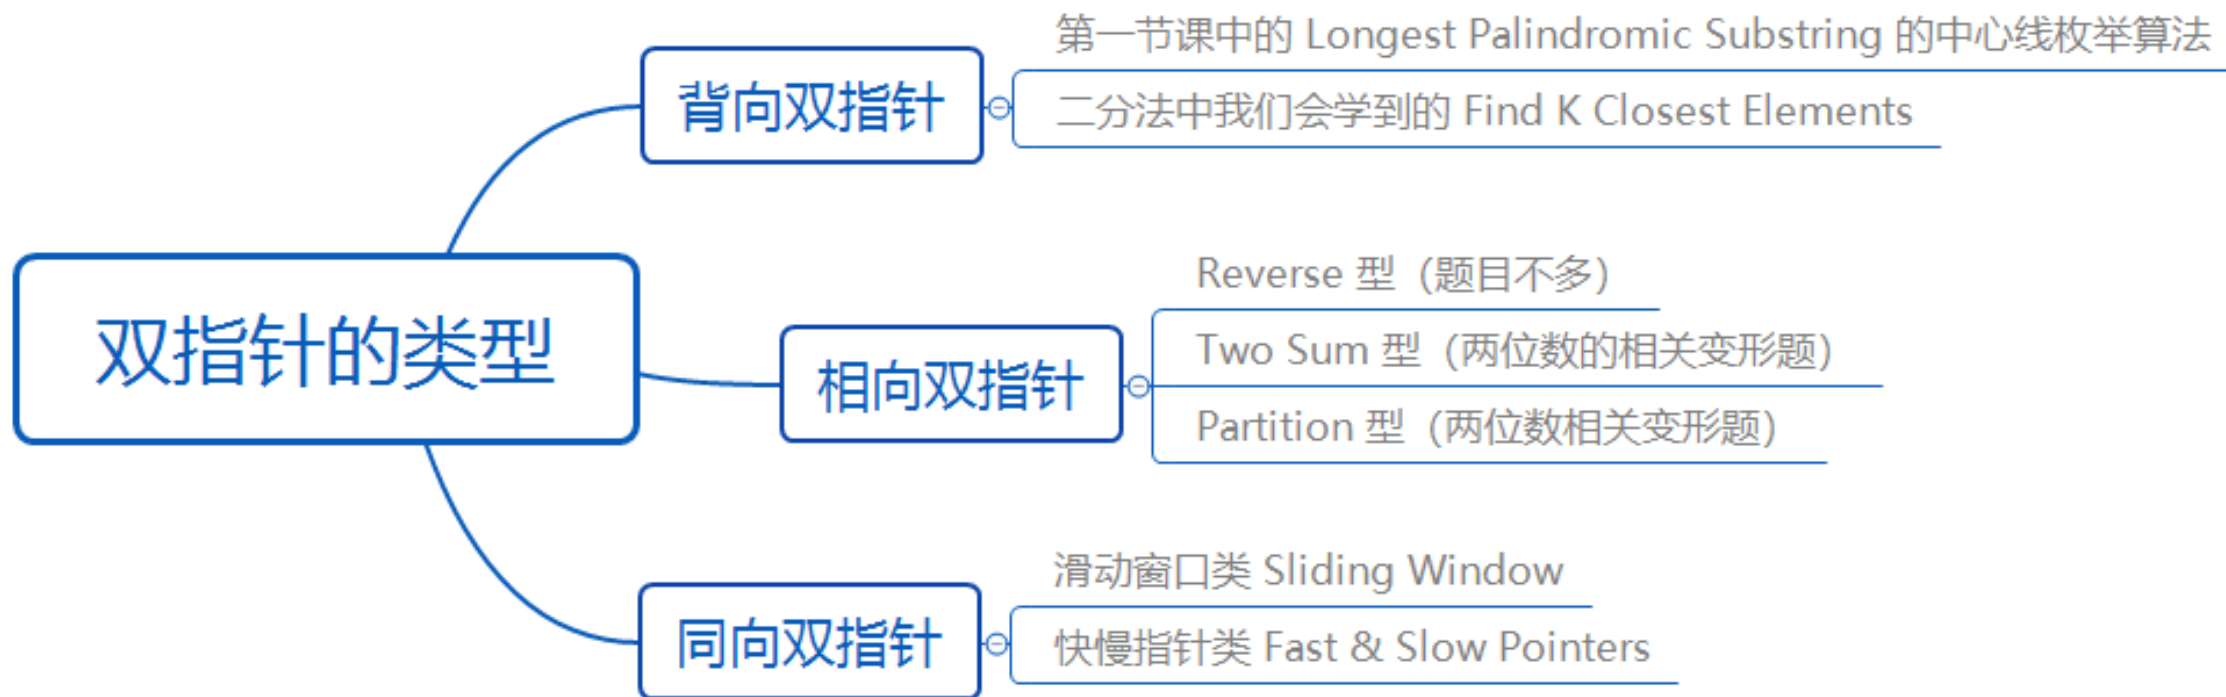 双指针的类型
背向双指针
第一节课中的 Longest Palindromic Substring 的中心线枚举算法
二分法中我们会学到的 Find K Closest Elements
相向双指针
Reverse 型（题目不多）
Two Sum 型（两位数的相关变形题）
Partition 型（两位数相关变形题）
同向双指针
滑动窗口类 Sliding Window
快慢指针类 Fast & Slow Pointers